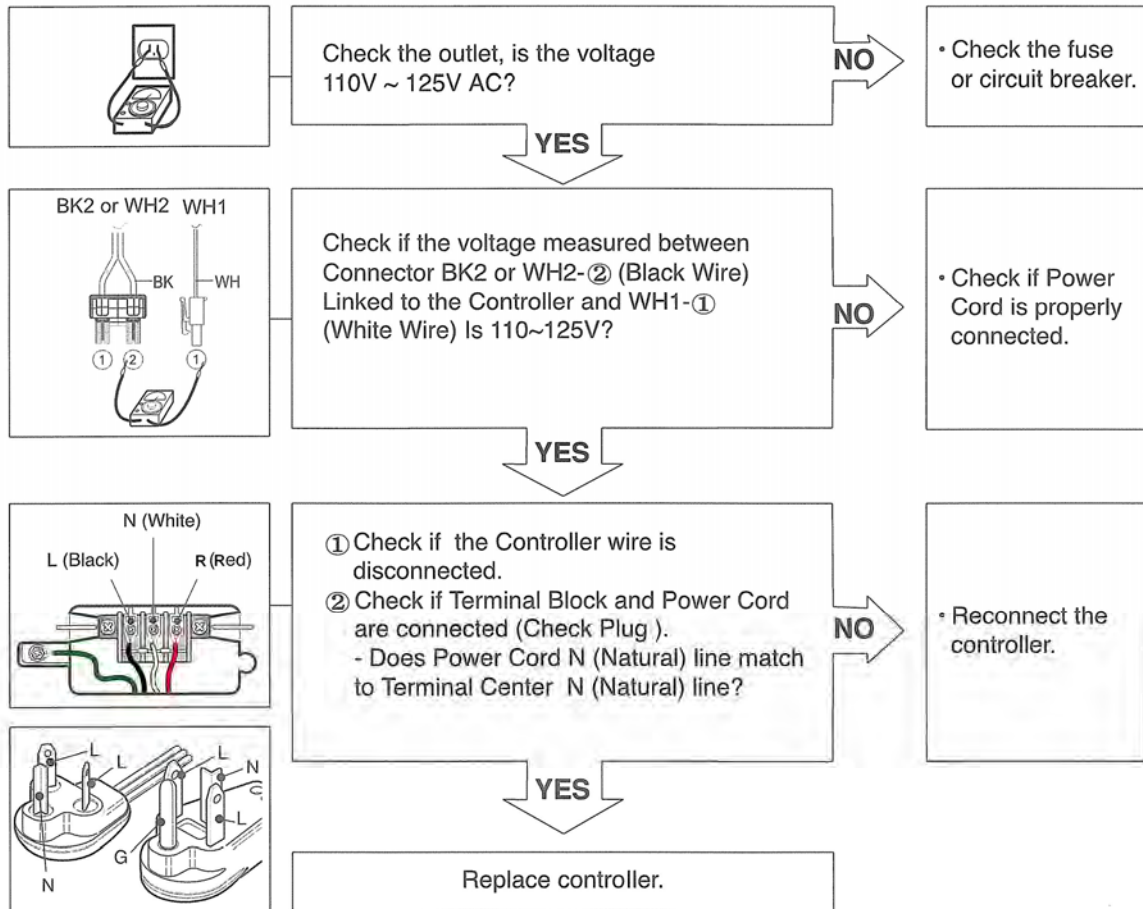 Check the outlet, is the voltage
110V ~ 125V AC?
NO
• Check the fuse
or circuit breaker.
YES
BK2 or WH2 WH1
BK
WH
① ② ①
Check if the voltage measured between
Connector BK2 or WH2-② (Black Wire)
Linked to the Controller and WH1-①
(White Wire) Is 110~125V?
NO
• Check if Power
Cord is properly
connected.
YES
N (White)
L (Black)
R (Red)
① Check if the Controller wire is
disconnected.
② Check if Terminal Block and Power Cord
are connected (Check Plug ).
- Does Power Cord N (Natural) line match
to Terminal Center N (Natural) line?
NO
• Reconnect the
controller.
L
L
N
L
N
L
G
YES
Replace controller.